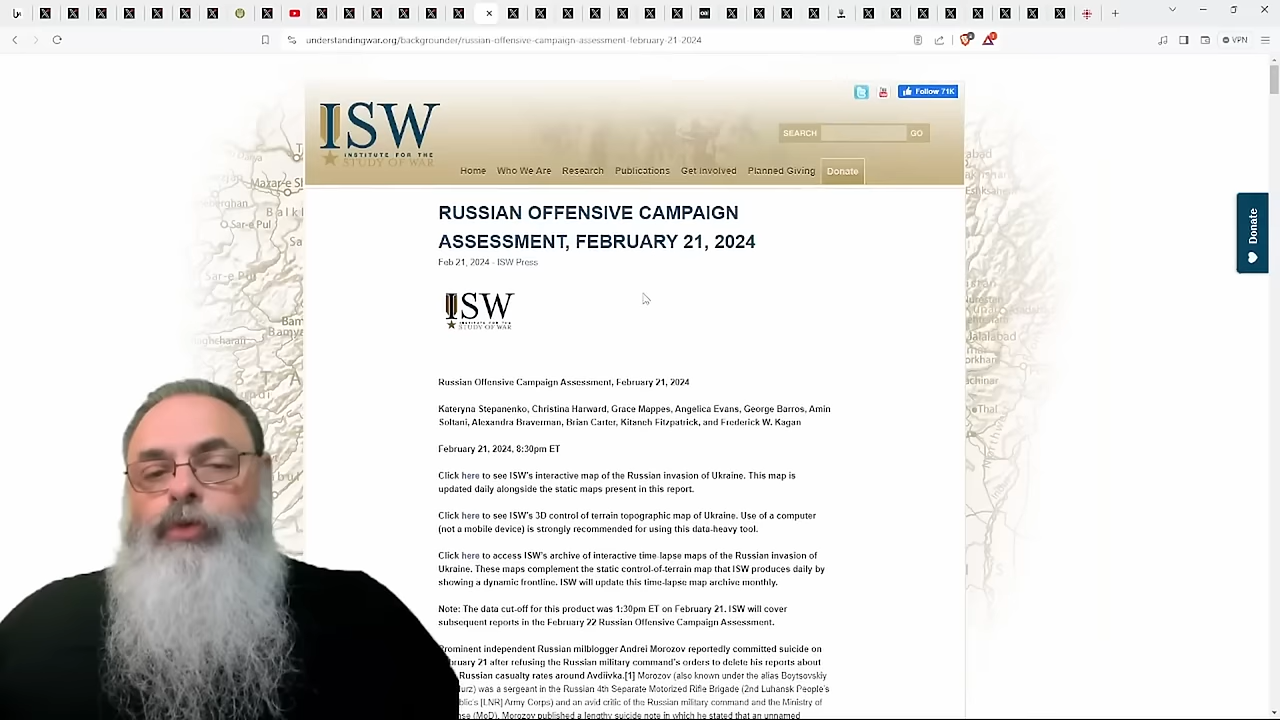 understandingwar.org/backgrounder/russian-offensive-campaign-assessment-february-21-2024
VPN
Follow 71K
ISW
INSTITUTE FOR THE
STUDY OF WAR
SEARCH
GO
Home Who We Are Research Publications Get Involved Planned Giving Donate
RUSSIAN OFFENSIVE CAMPAIGN
ASSESSMENT, FEBRUARY 21, 2024
Feb 21, 2024 - ISW Press
Donate
ISW
Russian Offensive Campaign Assessment, February 21, 2024
Kateryna Stepanenko, Christina Harward, Grace Mappes, Angelica Evans, George Barros, Amin
Soltani, Alexandra Braverman, Brian Carter, Kitaneh Fitzpatrick, and Frederick W. Kagan
February 21, 2024, 8:30pm ET
Click here to see ISW's interactive map of the Russian invasion of Ukraine. This map is
updated daily alongside the static maps present in this report.
Click here to see ISW's 3D control of terrain topographic map of Ukraine. Use of a computer
(not a mobile device) is strongly recommended for using this data-heavy tool.
Click here to access ISW's archive of interactive time-lapse maps of the Russian invasion of
Ukraine. These maps complement the static control-of-terrain map that ISW produces daily by
showing a dynamic frontline. ISW will update this time-lapse map archive monthly.
Note: The data cut-off for this product was 1:30pm ET on February 21. ISW will cover
subsequent reports in the February 22 Russian Offensive Campaign Assessment.
Prominent independent Russian milblogger Andrei Morozov reportedly committed suicide on
February 21 after refusing the Russian military command's orders to delete his reports about
Russian casualty rates around Avdiivka.[1] Morozov (also known under the alias Boytsovskiy
was a sergeant in the Russian 4th Separate Motorized Rifle Brigade (2nd Luhansk People's
[LNR] Army Corps) and an avid critic of the Russian military command and the Ministry of
(MoD). Morozov published a lengthy suicide note in which he stated that an unnamed